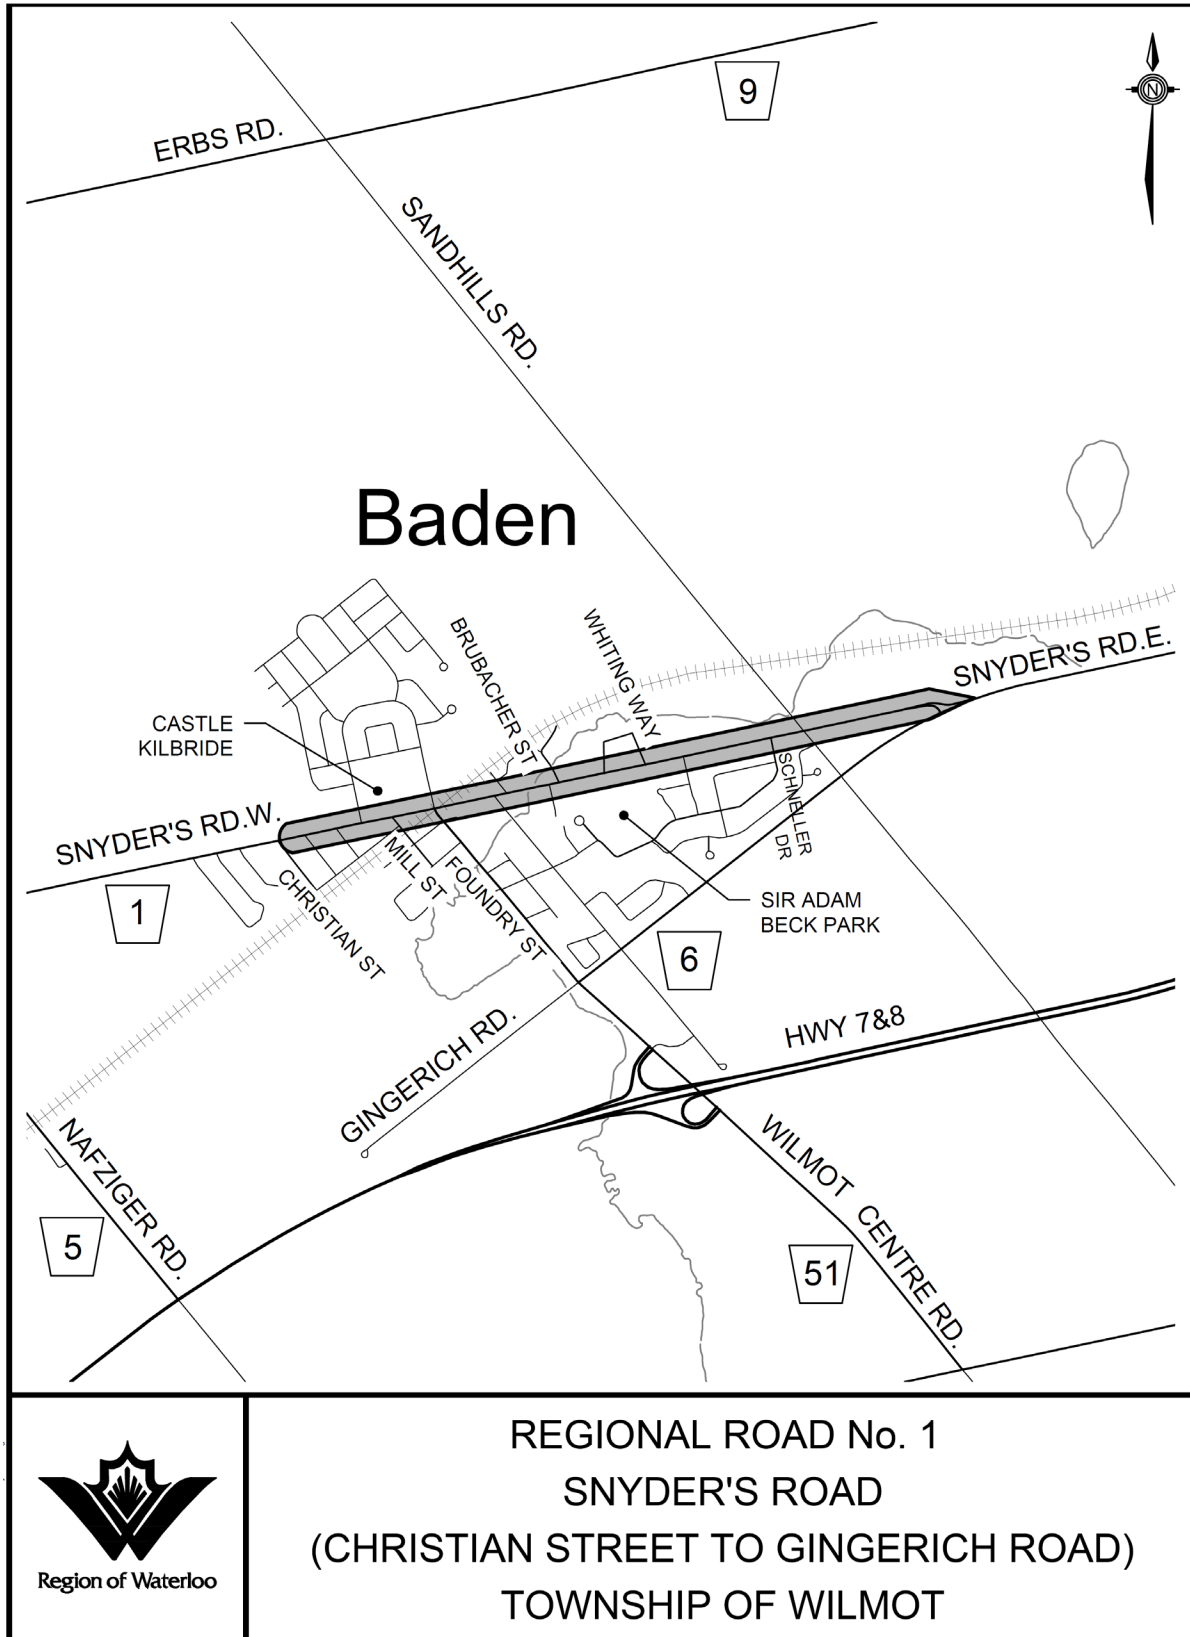 9
N
ERBS RD.
SANDHILLS RD.
Baden
BRUBACHER ST
WHITING WAY
SNYDER'S RD.E.
CASTLE
KILBRIDE
SNYDER'S RD.W.
SCHNELLER
DR
MILL ST
FOUNDRY ST
CHRISTIAN ST
1
SIR ADAM
BECK PARK
6
HWY 7&8
GINGERICH RD.
NAFZIGER RD.
WILMOT CENTRE RD.
5
51
Region of Waterloo
REGIONAL ROAD No. 1
SNYDER'S ROAD
(CHRISTIAN STREET TO GINGERICH ROAD)
TOWNSHIP OF WILMOT